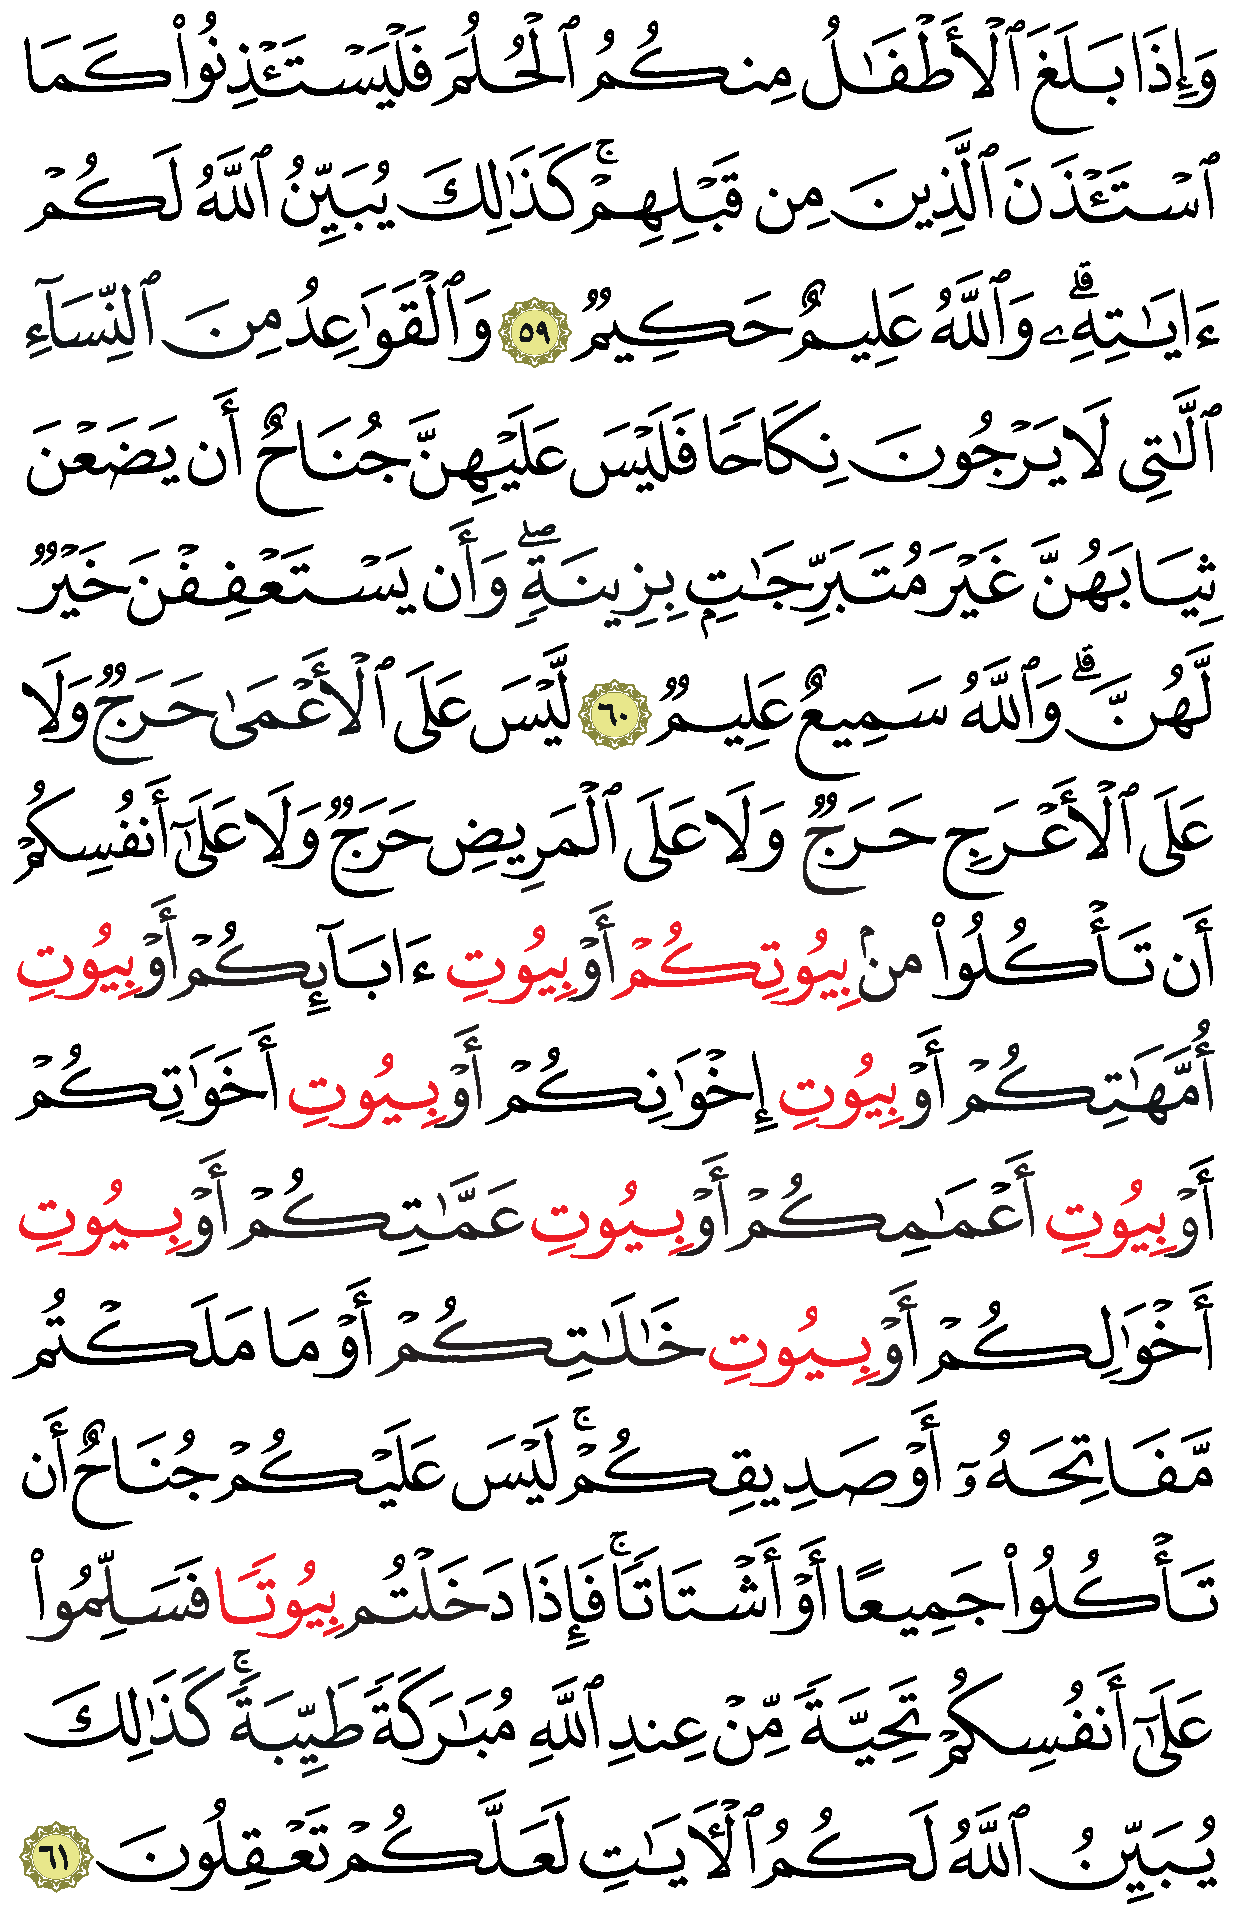 وَإِذَا بَلَغَ ٱلۡأَطۡفَٰلُ مِنكُمُ ٱلۡحُلُمَ فَلۡيَسۡتَـٔۡذِنُواْ كَمَا
ٱسۡتَـٔۡذَنَ ٱلَّذِينَ مِن قَبۡلِهِمۡۚ كَذَٰلِكَ يُبَيِّنُ ٱللَّهُ لَكُمۡ
ءَايَٰتِهِۦۗ وَٱللَّهُ عَلِيمٌ حَكِيمٞ ٥٩ وَٱلۡقَوَٰعِدُ مِنَ ٱلنِّسَآءِ
ٱلَّٰتِي لَا يَرۡجُونَ نِكَاحٗا فَلَيۡسَ عَلَيۡهِنَّ جُنَاحٌ أَن يَضَعۡنَ
ثِيَابَهُنَّ غَيۡرَ مُتَبَرِّجَٰتِۭ بِزِينَةٖۖ وَأَن يَسۡتَعۡفِفۡنَ خَيۡرٞ
لَّهُنَّۗ وَٱللَّهُ سَمِيعٌ عَلِيمٞ ٦٠ لَّيۡسَ عَلَى ٱلۡأَعۡمَىٰ حَرَجٞ وَلَا
عَلَى ٱلۡأَعۡرَجِ حَرَجٞ وَلَا عَلَى ٱلۡمَرِيضِ حَرَجٞ وَلَا عَلَىٰٓ أَنفُسِكُمۡ
أَن تَأۡكُلُواْ مِنۢ بِيُوتِكُمۡ أَوۡ بِيُوتِ ءَابَآئِكُمۡ أَوۡ بِيُوتِ
أُمَّهَٰتِكُمۡ أَوۡ بِيُوتِ إِخۡوَٰنِكُمۡ أَوۡ بِيُوتِ أَخَوَٰتِكُمۡ
أَوۡ بِيُوتِ أَعۡمَٰمِكُمۡ أَوۡ بِيُوتِ عَمَّٰتِكُمۡ أَوۡ بِيُوتِ
أَخۡوَٰلِكُمۡ أَوۡ بِيُوتِ خَٰلَٰتِكُمۡ أَوۡ مَا مَلَكۡتُم
مَّفَاتِحَهُۥٓ أَوۡ صَدِيقِكُمۡۚ لَيۡسَ عَلَيۡكُمۡ جُنَاحٌ أَن
تَأۡكُلُواْ جَمِيعًا أَوۡ أَشۡتَاتٗاۚ فَإِذَا دَخَلۡتُم بِيُوتٗا فَسَلِّمُواْ
عَلَىٰٓ أَنفُسِكُمۡ تَحِيَّةٗ مِّنۡ عِندِ ٱللَّهِ مُبَٰرَكَةٗ طَيِّبَةٗۚ كَذَٰلِكَ
يُبَيِّنُ ٱللَّهُ لَكُمُ ٱلۡأٓيَٰتِ لَعَلَّكُمۡ تَعۡقِلُونَ ٦١